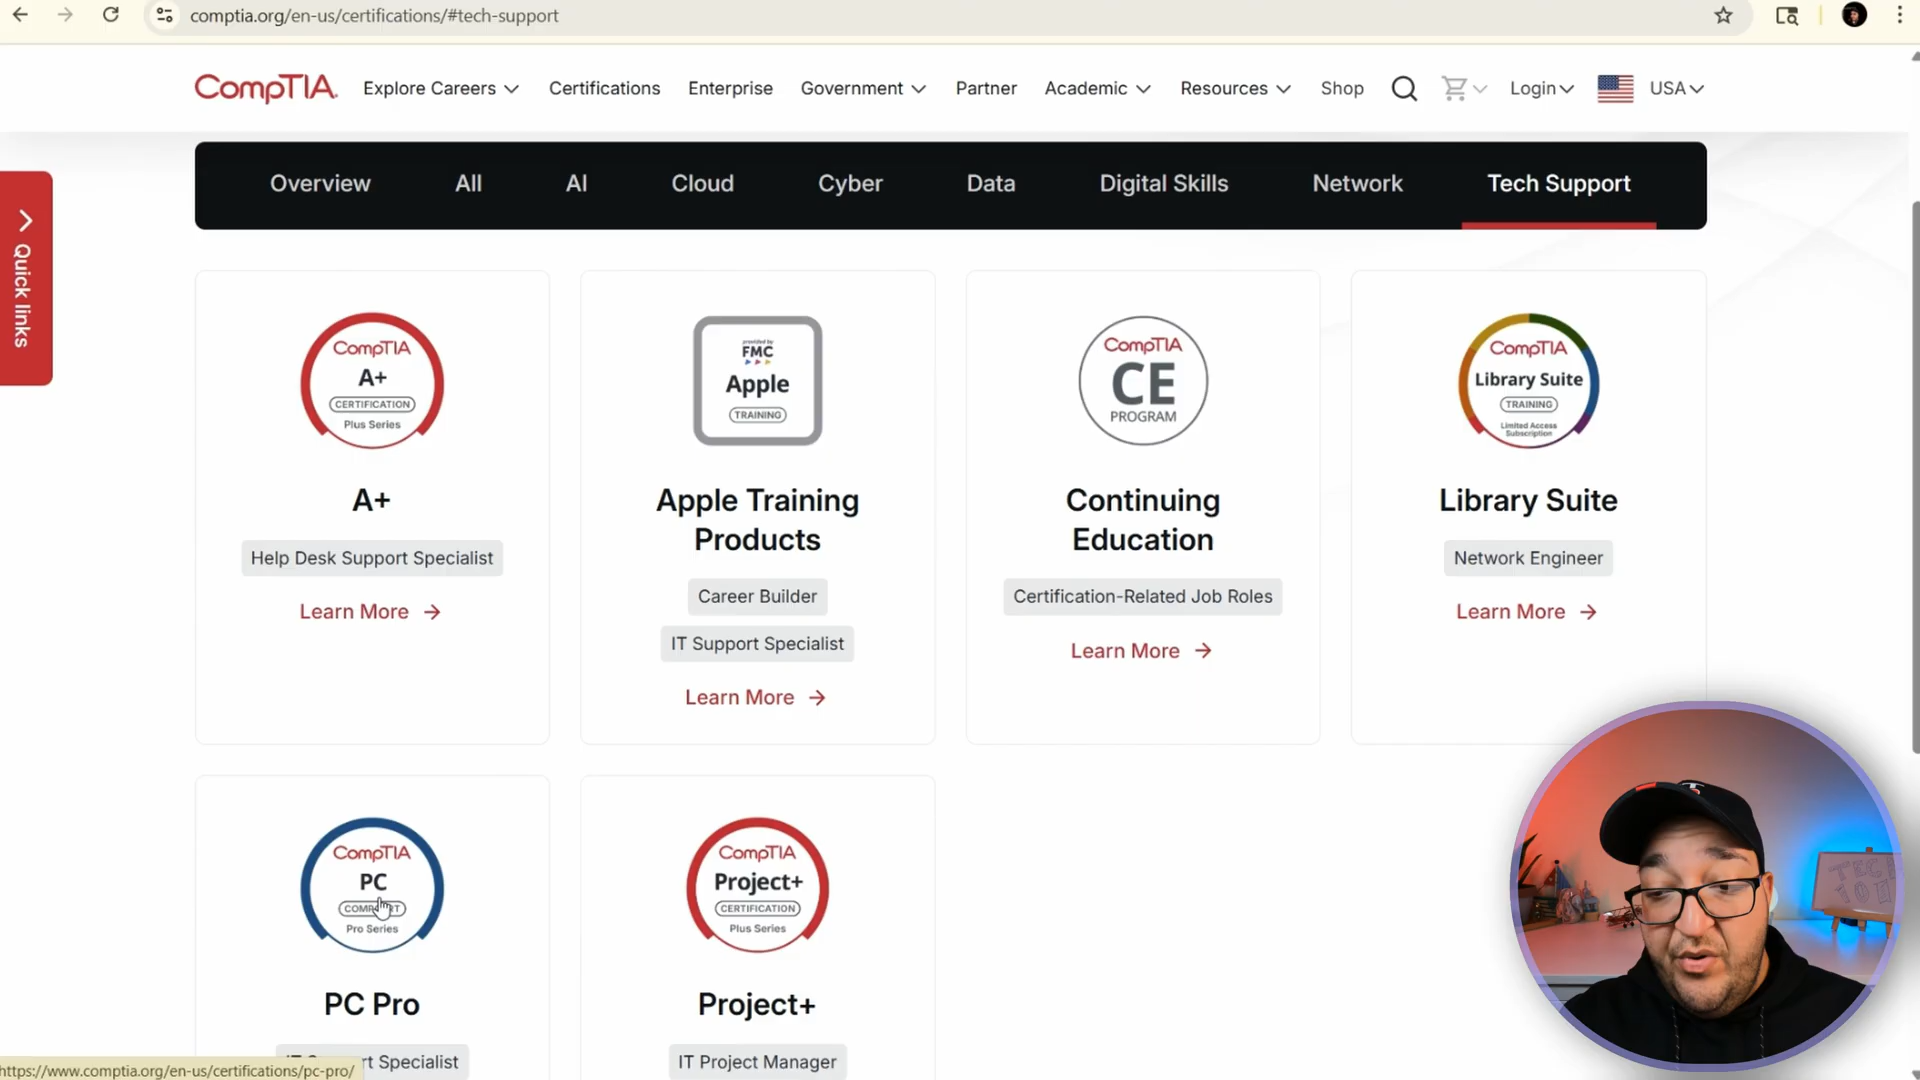 comptia.org/en-us/certifications/#tech-support
CompTIA.
Explore Careers
Certifications
Enterprise
Government
Partner
Academic
Resources
Shop
Login
USA
Quick links
Overview
All
AI
Cloud
Cyber
Data
Digital Skills
Network
Tech Support
CompTIA
A+
CERTIFICATION
Plus Series
A+
Help Desk Support Specialist
Learn More
provided by
FMC
Apple
TRAINING
Apple Training
Products
Career Builder
IT Support Specialist
Learn More
CompTIA
CE
PROGRAM
Continuing
Education
Certification-Related Job Roles
Learn More
CompTIA
Library Suite
TRAINING
Limited Access
Subscription
Library Suite
Network Engineer
Learn More
CompTIA
PC
Pro Series
PC Pro
Specialist
CompTIA
Project+
CERTIFICATION
Plus Series
Project+
IT Project Manager
https://www.comptia.org/en-us/certifications/pc-pro/